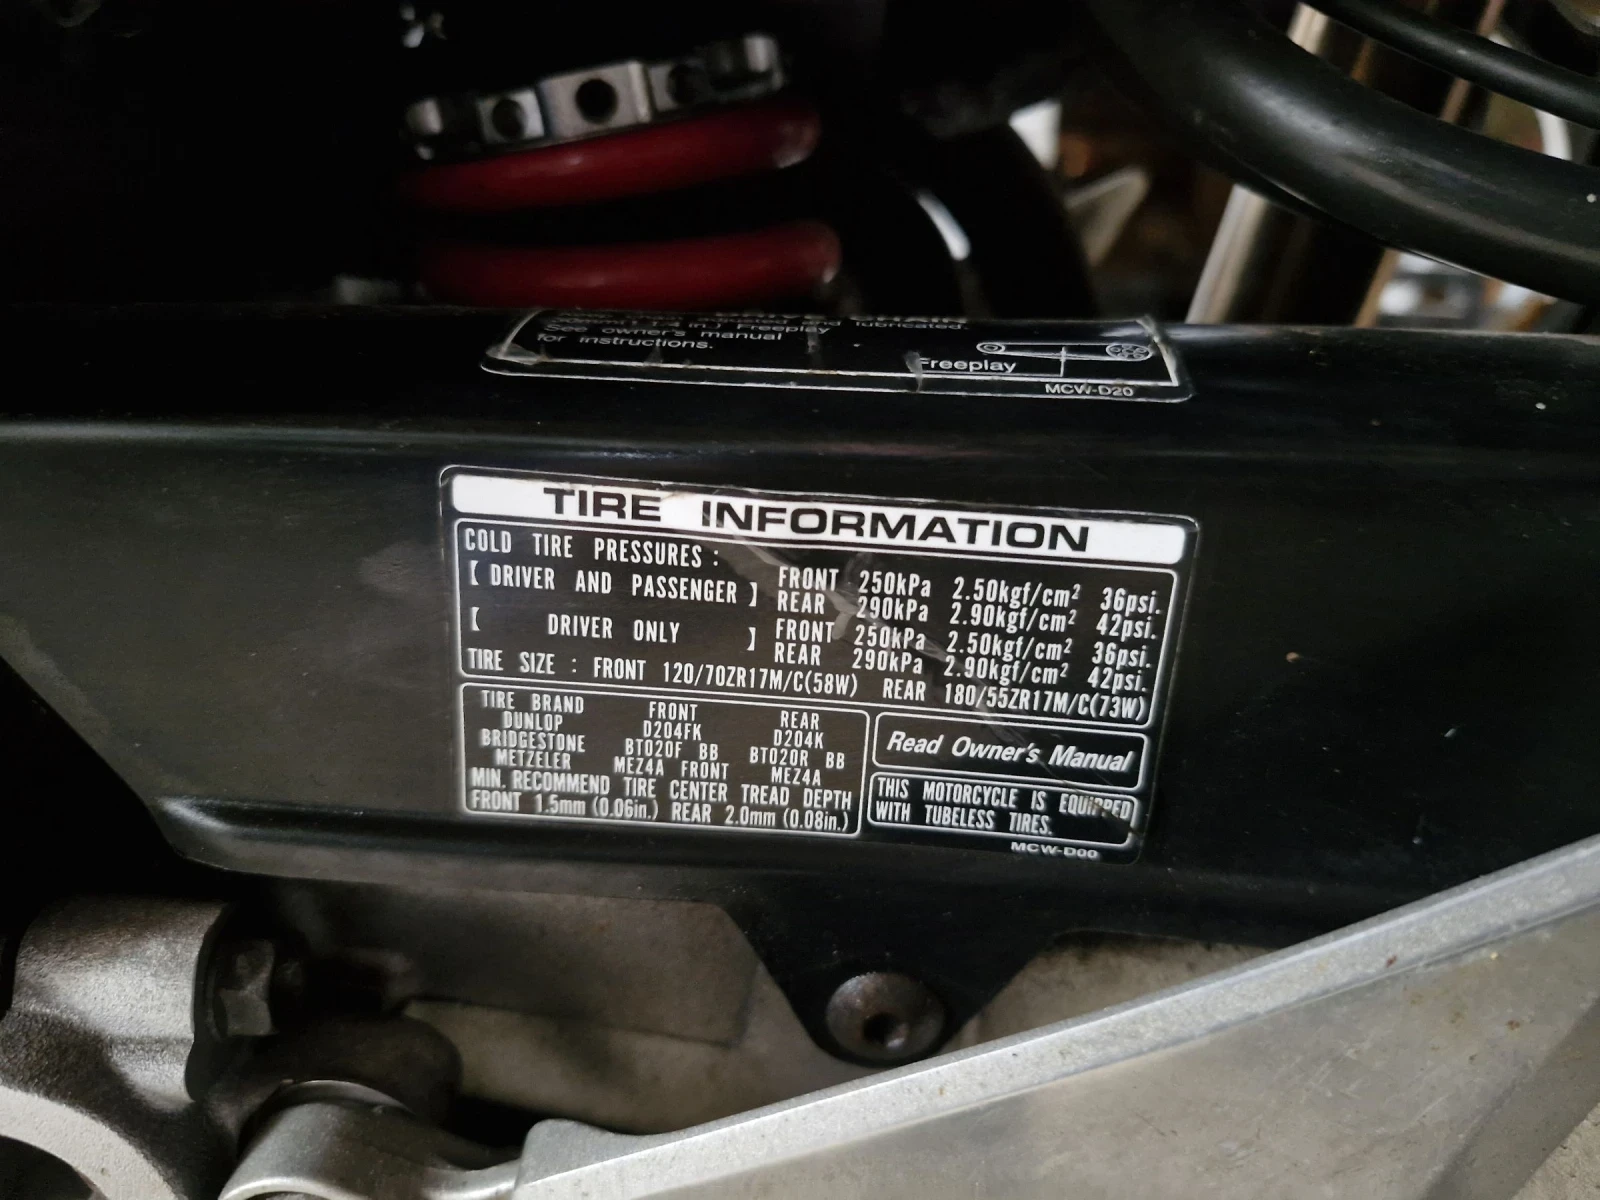 DRIVE CHAIN
in.) Freeplay lubricated.
See owner's manual
for instructions.
Freeplay
MCW-D20
TIRE INFORMATION
COLD TIRE PRESSURES :
【 DRIVER AND PASSENGER 】 FRONT 250kPa 2.50kgf/cm² 36psi.
REAR 290kPa 2.90kgf/cm² 42psi.
【 DRIVER ONLY 】 FRONT 250kPa 2.50kgf/cm² 36psi.
REAR 290kPa 2.90kgf/cm² 42psi.
TIRE SIZE : FRONT 120/70ZR17M/C(58W) REAR 180/55ZR17M/C(73W)
TIRE BRAND FRONT REAR
DUNLOP D204FK D204K
BRIDGESTONE BT020F BB BT020R BB
METZELER MEZ4A FRONT MEZ4A
MIN. RECOMMEND TIRE CENTER TREAD DEPTH
FRONT 1.5mm (0.06in.) REAR 2.0mm (0.08in.)
Read Owner's Manual
THIS MOTORCYCLE IS EQUIPPED
WITH TUBELESS TIRES.
MCW-D00